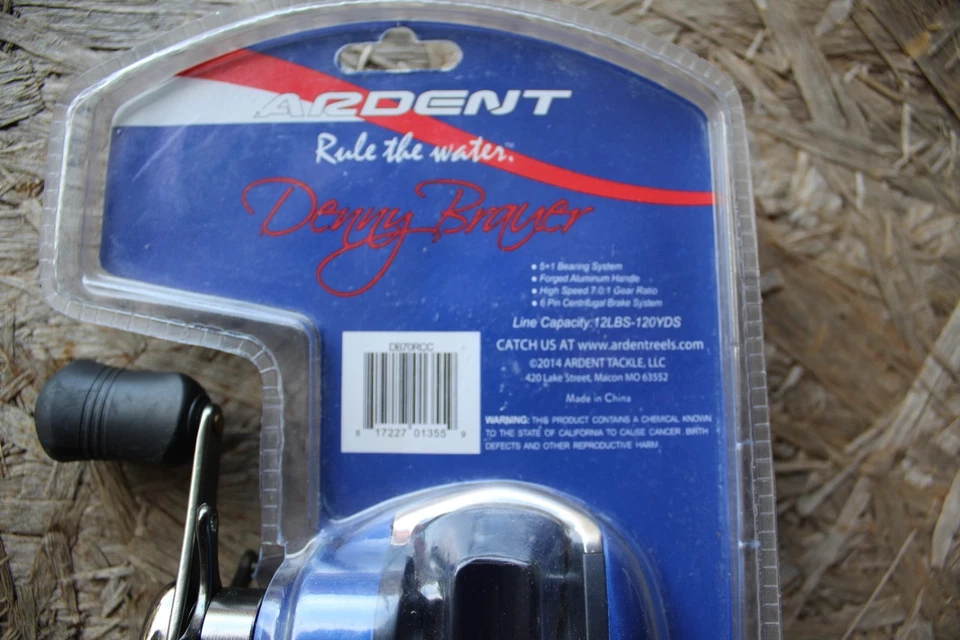 ARDENT
Rule the water.™
Denny Brauer
• 5+1 Bearing System
• Forged Aluminum Handle
• High Speed 7.0:1 Gear Ratio
• 6 Pin Centrifugal Brake System
Line Capacity:12LBS-120YDS
CATCH US AT www.ardentreels.com
©2014 ARDENT TACKLE, LLC
420 Lake Street, Macon MO 63552
Made in China
DB70RCC
8 17227 01355 9
WARNING: THIS PRODUCT CONTAINS A CHEMICAL KNOWN
TO THE STATE OF CALIFORNIA TO CAUSE CANCER. BIRTH
DEFECTS AND OTHER REPRODUCTIVE HARM.